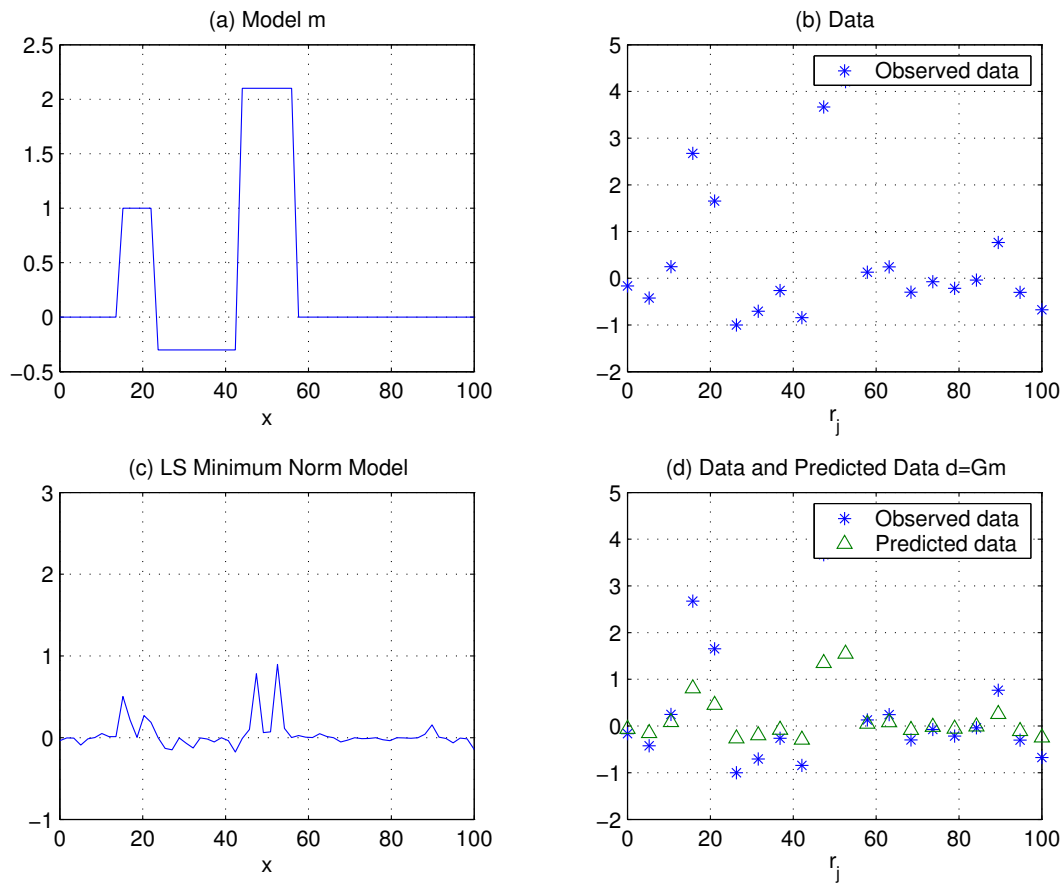 (a) Model m
2.5
2
1.5
1
0.5
0
−0.5
0 20 40 60 80 100
x
(b) Data
5
4
3
2
1
0
−1
−2
0 20 40 60 80 100
r_j
Observed data
(c) LS Minimum Norm Model
3
2
1
0
−1
0 20 40 60 80 100
x
(d) Data and Predicted Data d=Gm
5
4
3
2
1
0
−1
−2
0 20 40 60 80 100
r_j
Observed data
Predicted data